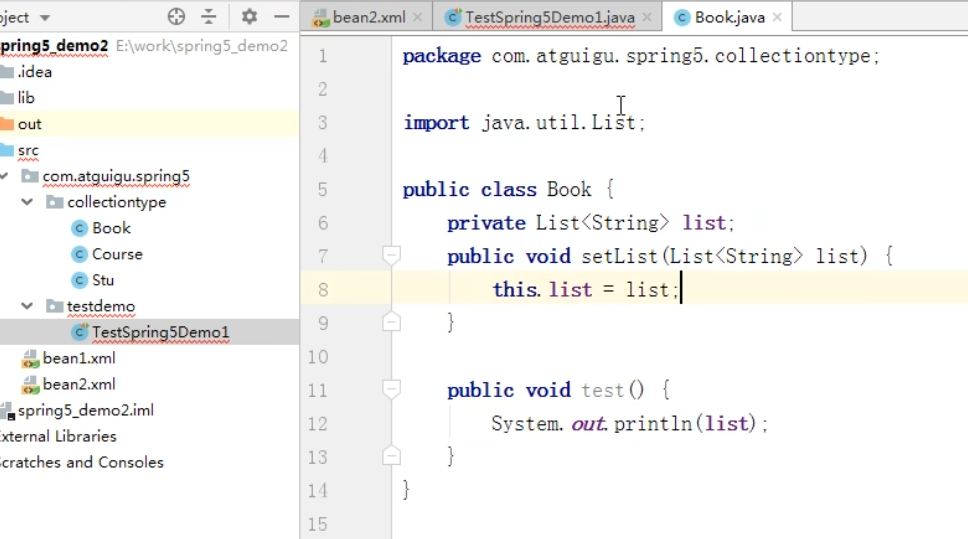 oject
spring5_demo2 E:\work\spring5_demo2
.idea
lib
out
src
com.atguigu.spring5
collectiontype
Book
Course
Stu
testdemo
TestSpring5Demo1
bean1.xml
bean2.xml
spring5_demo2.iml
External Libraries
Scratches and Consoles
bean2.xml TestSpring5Demo1.java Book.java
1 package com.atguigu.spring5.collectiontype;
2
3 import java.util.List;
4
5 public class Book {
6 private List<String> list;
7 public void setList(List<String> list) {
8 this.list = list;
9 }
10
11 public void test() {
12 System.out.println(list);
13 }
14 }
15